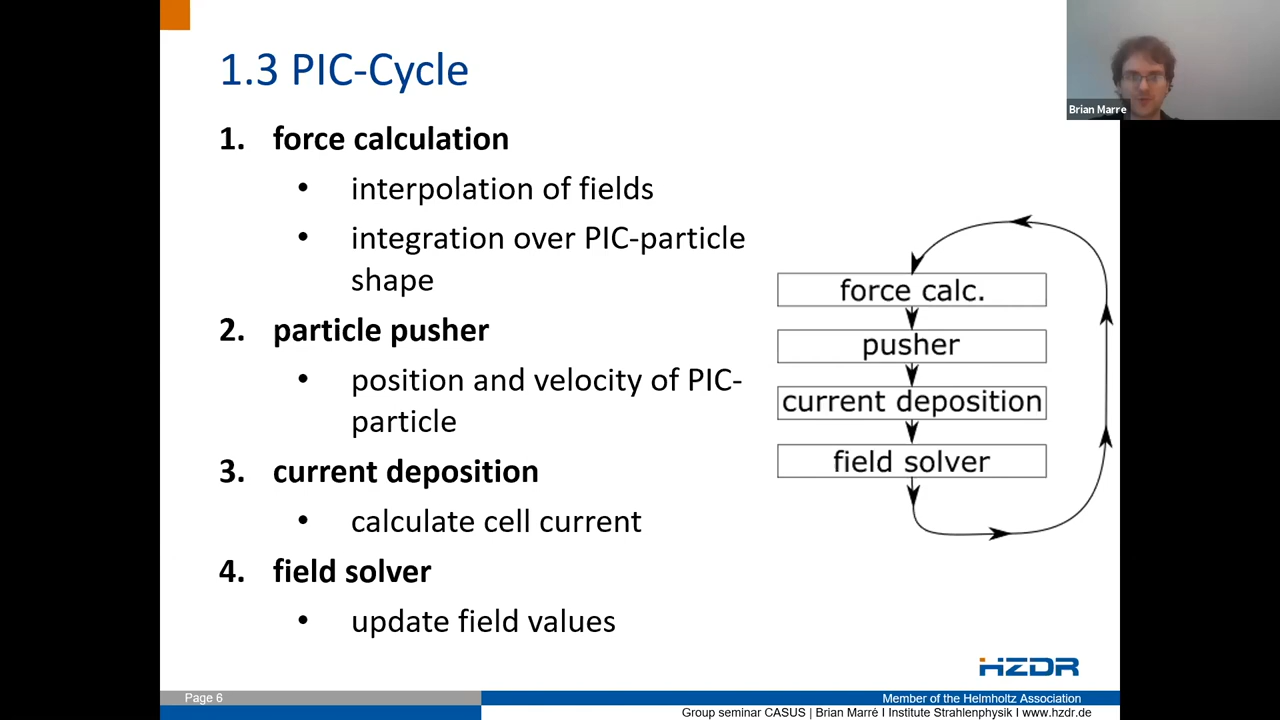 1.3 PIC-Cycle
Brian Marre
1. force calculation
• interpolation of fields
• integration over PIC-particle
shape
2. particle pusher
• position and velocity of PIC-
particle
3. current deposition
• calculate cell current
4. field solver
• update field values
force calc.
pusher
current deposition
field solver
HZDR
Page 6
Member of the Helmholtz Association
Group seminar CASUS | Brian Marré I Institute Strahlenphysik I www.hzdr.de